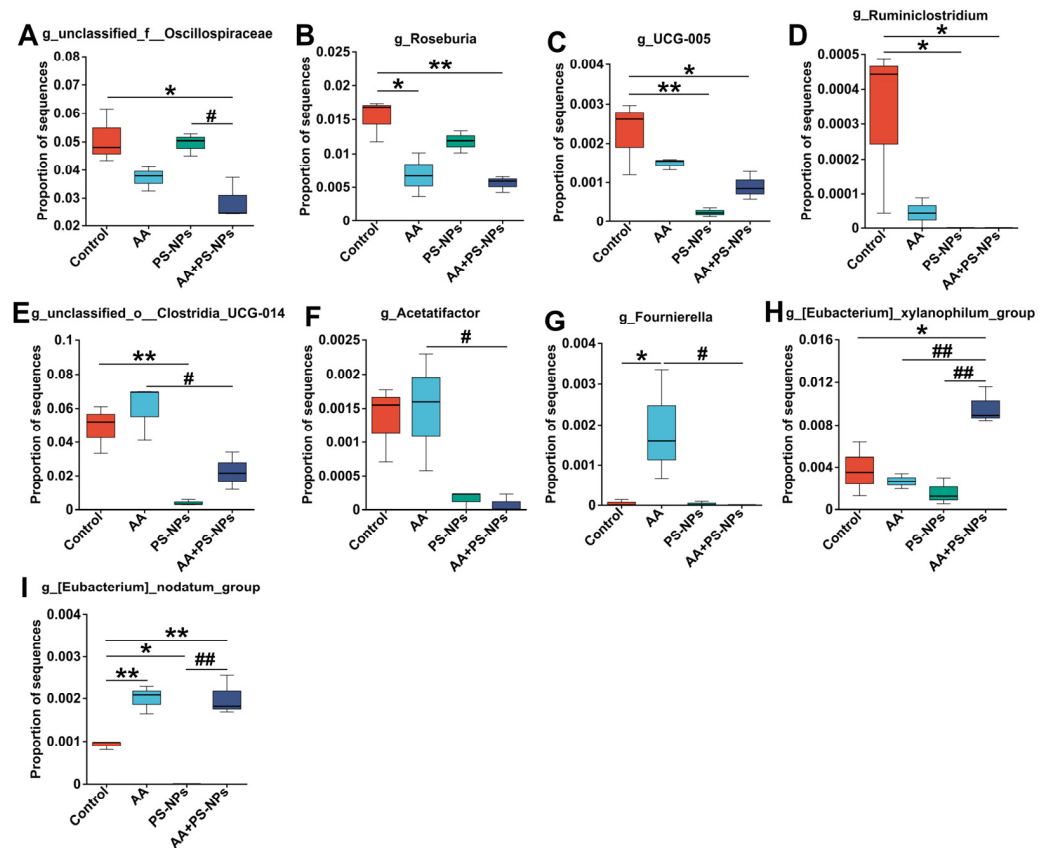 A
g_unclassified_f__Oscillospiraceae
Proportion of sequences
0.08
0.07
0.06
0.05
0.04
0.03
0.02
*
#
Control
AA
PS-NPs
AA+PS-NPs
B
g_Roseburia
Proportion of sequences
0.025
0.020
0.015
0.01
0.005
0
**
*
Control
AA
PS-NPs
AA+PS-NPs
C
g_UCG-005
Proportion of sequences
0.004
0.003
0.002
0.001
0
*
**
Control
AA
PS-NPs
AA+PS-NPs
D
g_Ruminiclostridium
Proportion of sequences
0.0005
0.0004
0.0003
0.0002
0.0001
0
*
*
Control
AA
PS-NPs
AA+PS-NPs
E
g_unclassified_o__Clostridia_UCG-014
Proportion of sequences
0.1
0.08
0.06
0.04
0.02
0
**
#
Control
AA
PS-NPs
AA+PS-NPs
F
g_Acetatifactor
Proportion of sequences
0.0025
0.002
0.0015
0.001
0.0005
0
#
Control
AA
PS-NPs
AA+PS-NPs
G
g_Fournierella
Proportion of sequences
0.004
0.003
0.002
0.001
0
*
#
Control
AA
PS-NPs
AA+PS-NPs
H
g_[Eubacterium]_xylanophilum_group
Proportion of sequences
0.016
0.012
0.008
0.004
0
*
##
##
Control
AA
PS-NPs
AA+PS-NPs
I
g_[Eubacterium]_nodatum_group
Proportion of sequences
0.004
0.003
0.002
0.001
0
**
*
##
**
Control
AA
PS-NPs
AA+PS-NPs